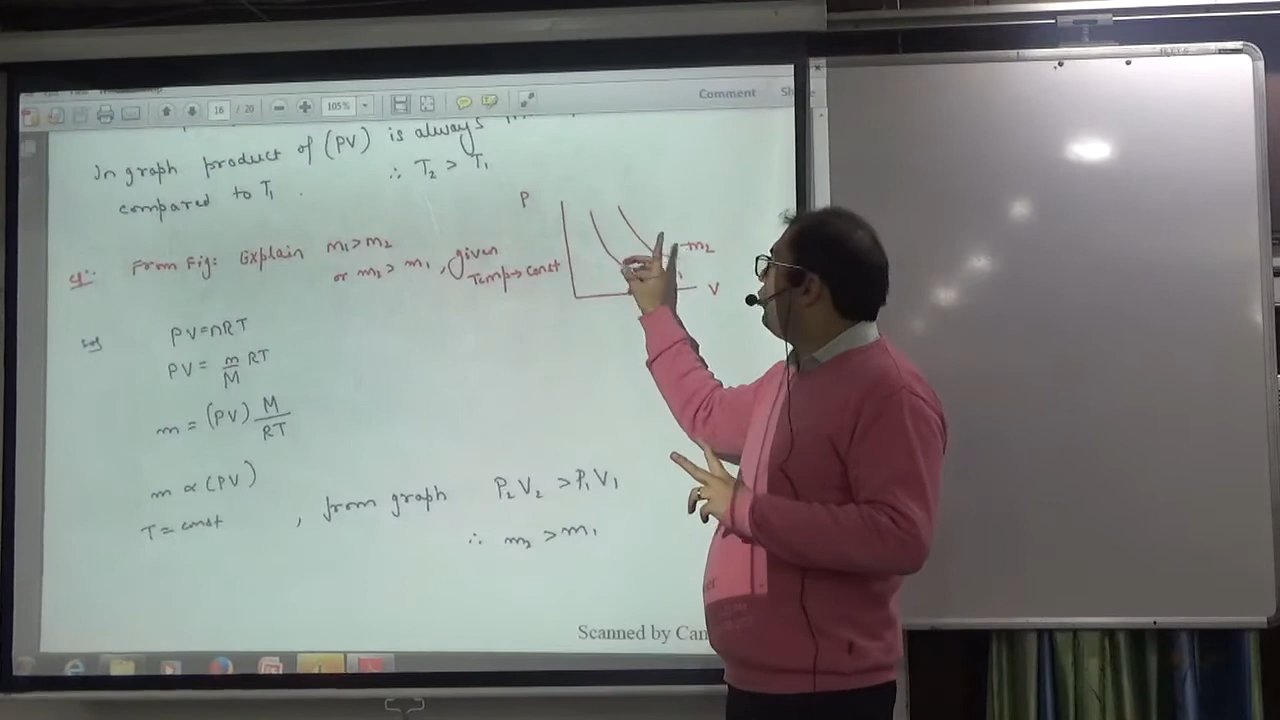 16 / 20
105%
Comment
In graph product of (PV) is always
compared to T₁ .
∴ T₂ > T₁
From Fig: Explain m₁>m₂
or m₂ > m₁, given
Temp→const
P
m₂
V
Sol
PV=nRT
PV= m/M RT
m = (PV) M/RT
m ∝ (PV)
T = const , from graph P₂V₂ >P₁V₁
∴ m₂ > m₁
Scanned by Cam